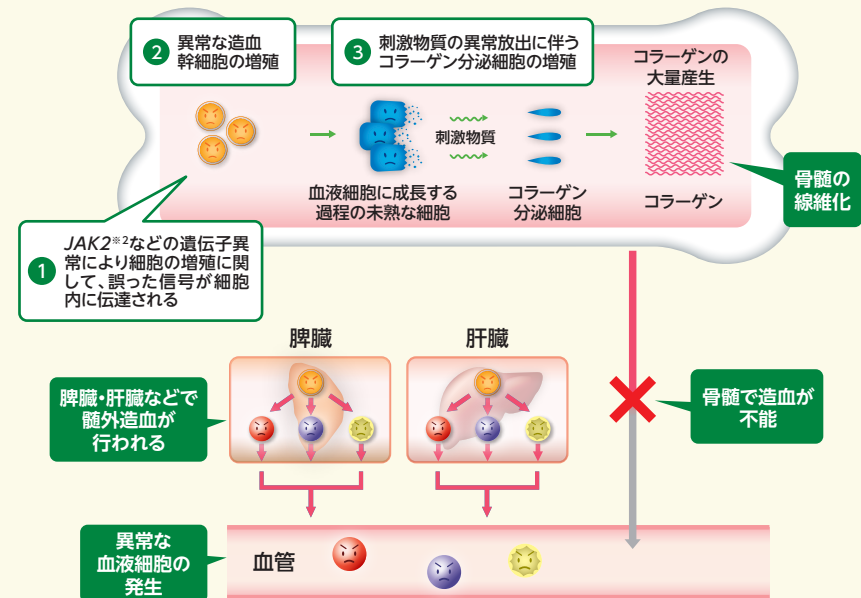 2
異常な造血
幹細胞の増殖
3
刺激物質の異常放出に伴う
コラーゲン分泌細胞の増殖
コラーゲンの
大量産生
刺激物質
血液細胞に成長する
過程の未熟な細胞
コラーゲン
分泌細胞
コラーゲン
骨髄の
線維化
1
JAK2※2などの遺伝子異
常により細胞の増殖に関
して、誤った信号が細胞
内に伝達される
脾臓
肝臓
脾臓・肝臓などで
髄外造血が
行われる
骨髄で造血が
不能
異常な
血液細胞の
発生
血管